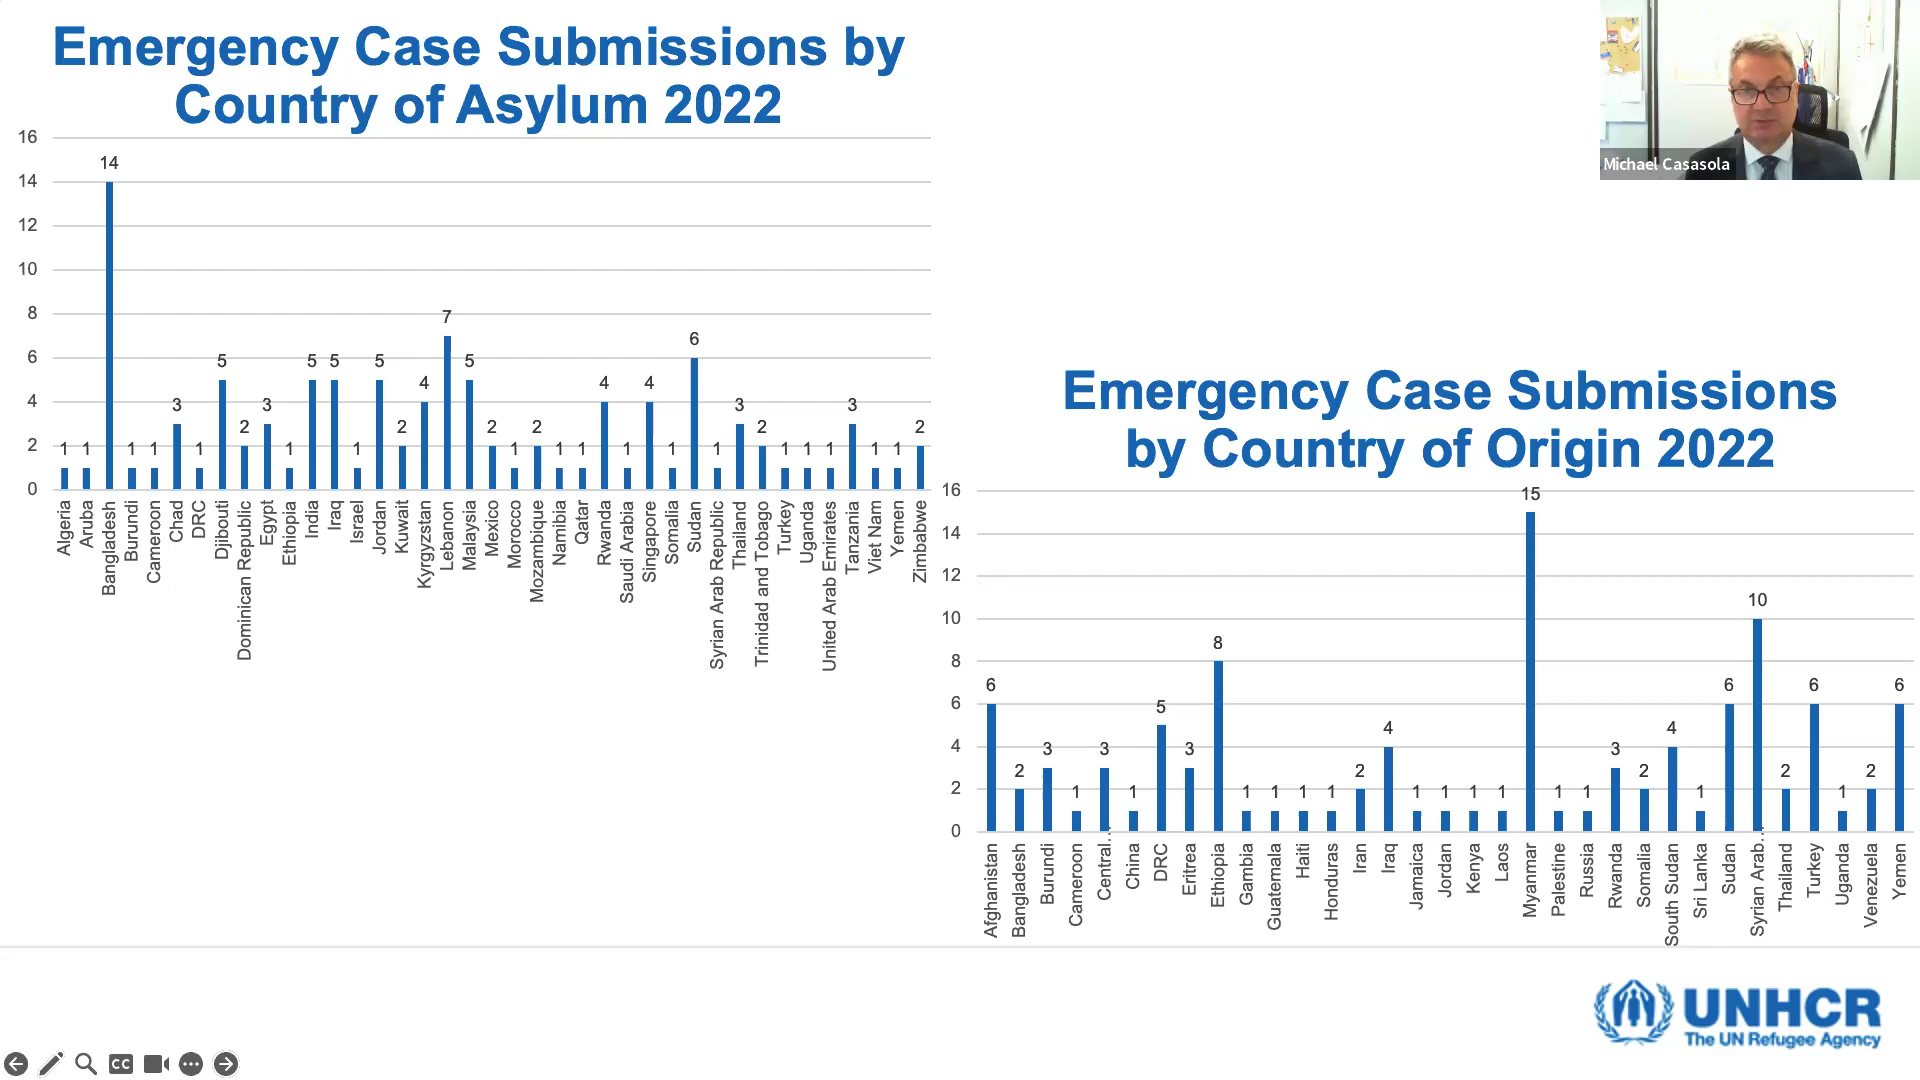 Emergency Case Submissions by
Country of Asylum 2022
16
14
12
10
8
6
4
2
0
1 1 14 1 1 3 1 5 2 3 1 5 5 1 5 2 4 7 5 2 1 2 1 1 4 1 4 1 6 1 3 2 1 1 1 3 1 1 2
Algeria
Aruba
Bangladesh
Burundi
Cameroon
Chad
DRC
Djibouti
Dominican Republic
Egypt
Ethiopia
India
Iraq
Israel
Jordan
Kuwait
Kyrgyzstan
Lebanon
Malaysia
Mexico
Morocco
Mozambique
Namibia
Qatar
Rwanda
Saudi Arabia
Singapore
Somalia
Sudan
Syrian Arab Republic
Thailand
Trinidad and Tobago
Turkey
Uganda
United Arab Emirates
Tanzania
Viet Nam
Yemen
Zimbabwe
Michael Casasola
Emergency Case Submissions
by Country of Origin 2022
16
14
12
10
8
6
4
2
0
6 2 3 1 3 1 5 3 8 1 1 1 1 2 4 1 1 1 1 15 1 1 3 2 4 1 6 10 2 6 1 2 6
Afghanistan
Bangladesh
Burundi
Cameroon
Central...
China
DRC
Eritrea
Ethiopia
Gambia
Guatemala
Haiti
Honduras
Iran
Iraq
Jamaica
Jordan
Kenya
Laos
Myanmar
Palestine
Russia
Rwanda
Somalia
South Sudan
Sri Lanka
Sudan
Syrian Arab...
Thailand
Turkey
Uganda
Venezuela
Yemen
UNHCR
The UN Refugee Agency
CC